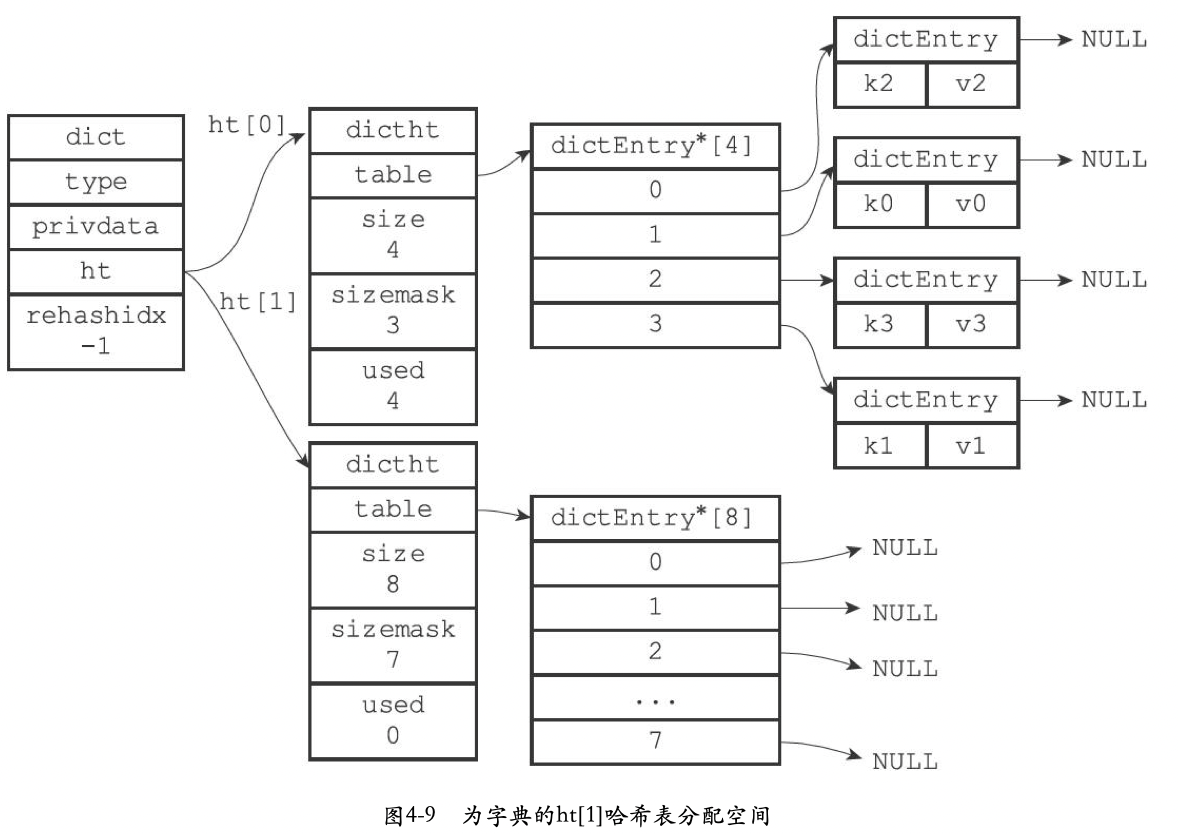 dict
type
privdata
ht
rehashidx
-1
ht[0]
ht[1]
dictht
table
size
4
sizemask
3
used
4
dictEntry*[4]
0
1
2
3
dictEntry
NULL
k2 v2
dictEntry
NULL
k0 v0
dictEntry
NULL
k3 v3
dictEntry
NULL
k1 v1
dictht
table
size
8
sizemask
7
used
0
dictEntry*[8]
0
NULL
1
NULL
2
NULL
...
7
NULL
图4-9 为字典的ht[1]哈希表分配空间